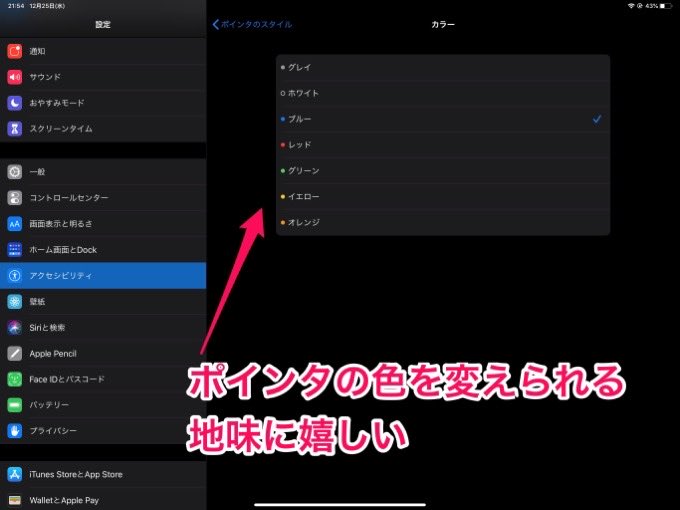 21:54 12月25日(水)
43%
設定
ポインタのスタイル
カラー
通知
サウンド
おやすみモード
スクリーンタイム
一般
コントロールセンター
画面表示と明るさ
ホーム画面とDock
アクセシビリティ
壁紙
Siriと検索
Apple Pencil
Face IDとパスコード
バッテリー
プライバシー
iTunes StoreとApp Store
WalletとApple Pay
グレイ
ホワイト
ブルー
レッド
グリーン
イエロー
オレンジ
ポインタの色を変えられる
地味に嬉しい